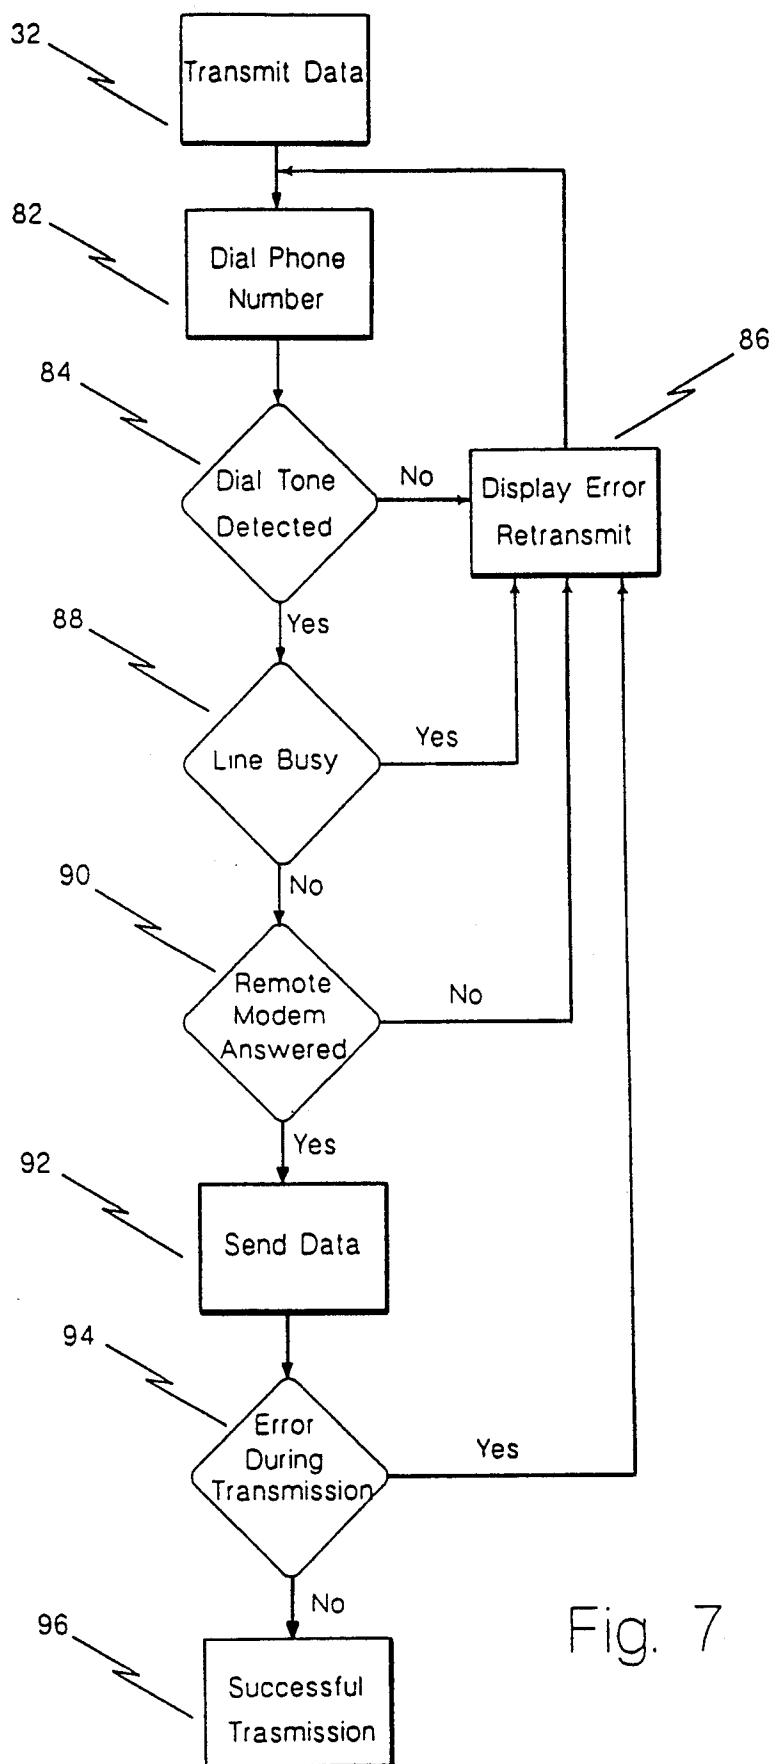 32
Transmit Data
82
Dial Phone
Number
84
Dial Tone
Detected
No
86
Display Error
Retransmit
Yes
88
Line Busy
Yes
No
90
Remote
Modem
Answered
No
Yes
92
Send Data
94
Error
During
Transmission
Yes
No
96
Successful
Trasmission
Fig. 7